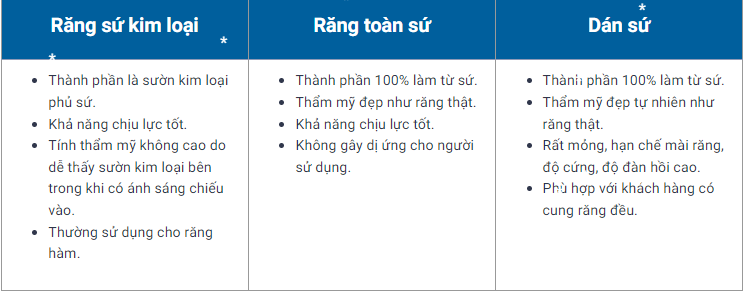 Răng sứ kim loại
Răng toàn sứ
Dán sứ
Thành phần là sườn kim loại
phủ sứ.
Khả năng chịu lực tốt.
Tính thẩm mỹ không cao do
dễ thấy sườn kim loại bên
trong khi có ánh sáng chiếu
vào.
Thường sử dụng cho răng
hàm.
Thành phần 100% làm từ sứ.
Thẩm mỹ đẹp như răng thật.
Khả năng chịu lực tốt.
Không gây dị ứng cho người
sử dụng.
Thành phần 100% làm từ sứ.
Thẩm mỹ đẹp tự nhiên như
răng thật.
Rất mỏng, hạn chế mài răng,
độ cứng, độ đàn hồi cao.
Phù hợp với khách hàng có
cung răng đều.